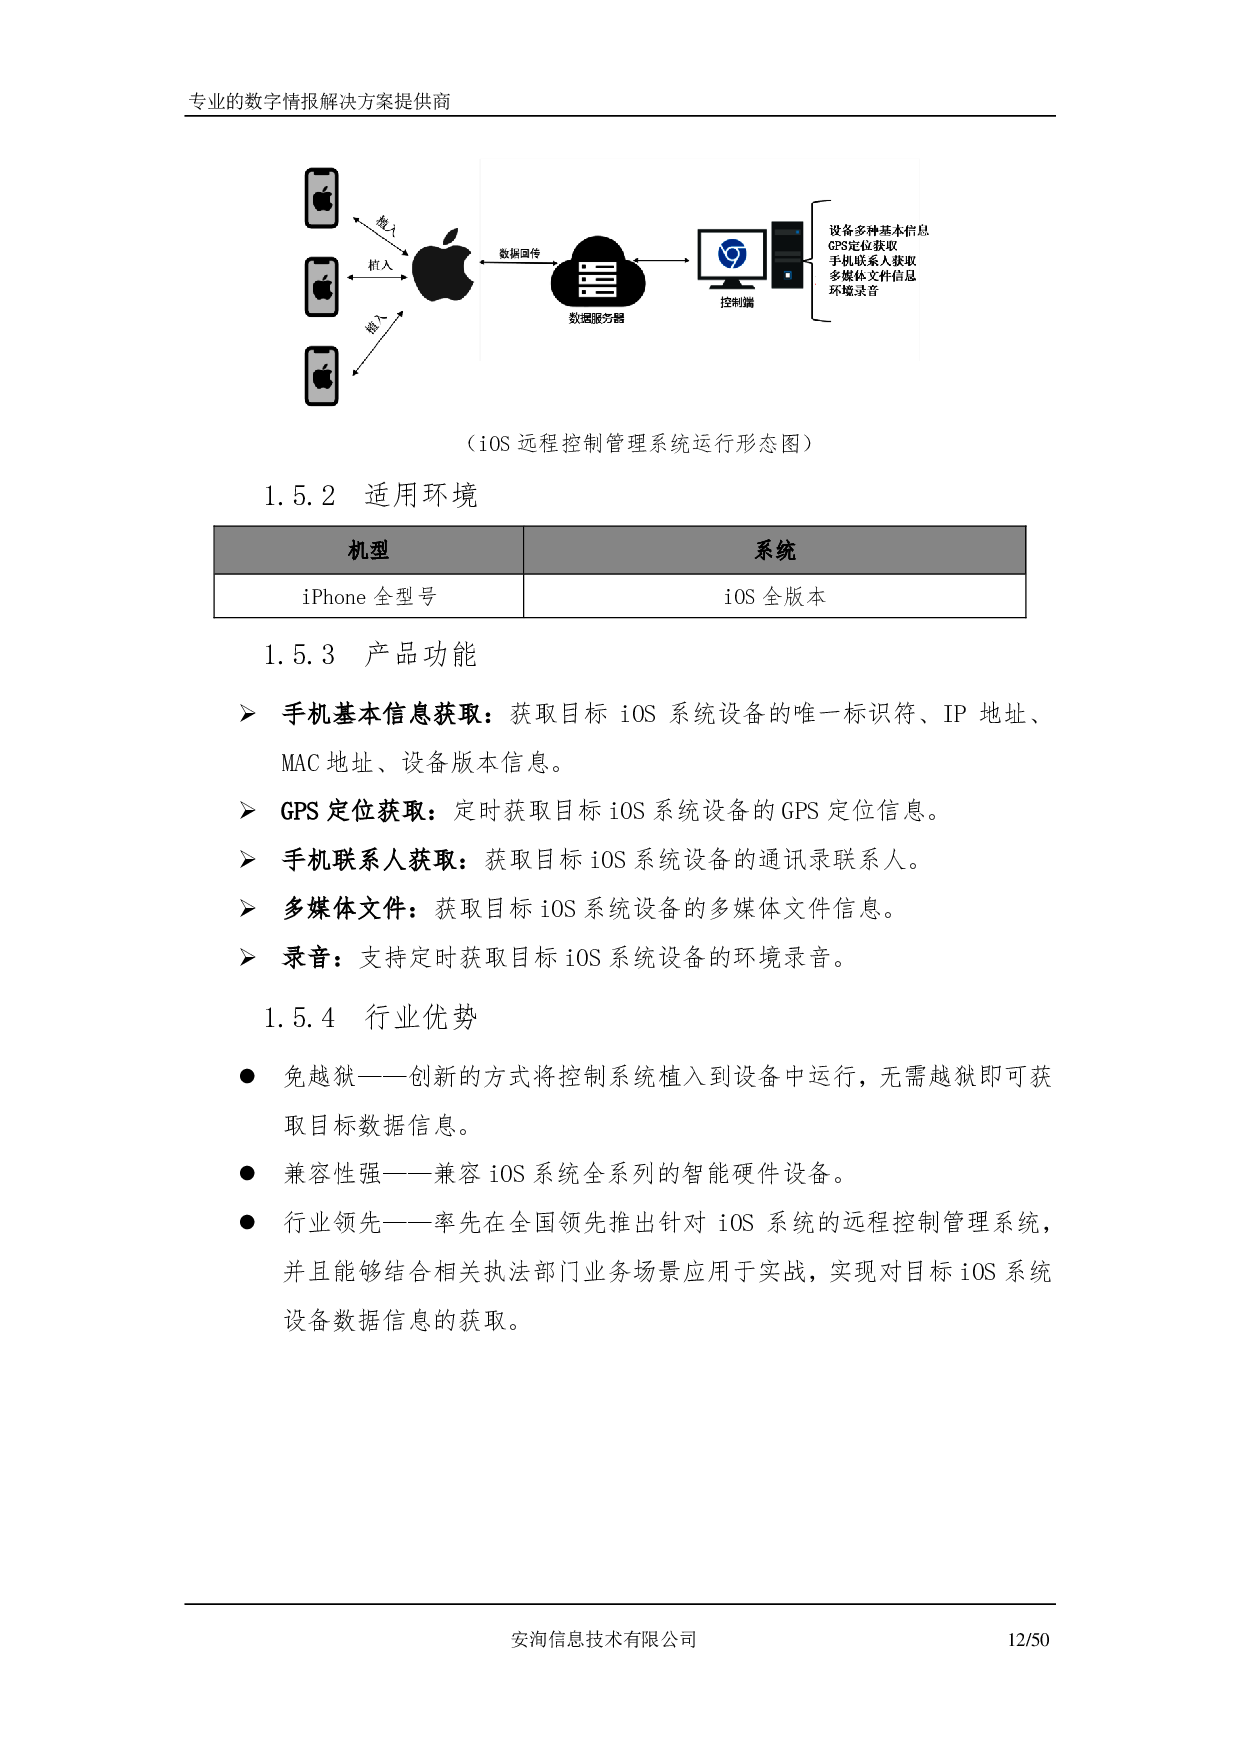 专业的数字情报解决方案提供商
植入
植入
植入
数据回传
数据服务器
控制端
设备多种基本信息
GPS定位获取
手机联系人获取
多媒体文件信息
环境录音
（iOS 远程控制管理系统运行形态图）
1.5.2 适用环境
机型 系统
iPhone 全型号 iOS 全版本
1.5.3 产品功能
➢ 手机基本信息获取：获取目标 iOS 系统设备的唯一标识符、IP 地址、
MAC 地址、设备版本信息。
➢ GPS 定位获取：定时获取目标 iOS 系统设备的 GPS 定位信息。
➢ 手机联系人获取：获取目标 iOS 系统设备的通讯录联系人。
➢ 多媒体文件：获取目标 iOS 系统设备的多媒体文件信息。
➢ 录音：支持定时获取目标 iOS 系统设备的环境录音。
1.5.4 行业优势
● 免越狱——创新的方式将控制系统植入到设备中运行，无需越狱即可获
取目标数据信息。
● 兼容性强——兼容 iOS 系统全系列的智能硬件设备。
● 行业领先——率先在全国领先推出针对 iOS 系统的远程控制管理系统，
并且能够结合相关执法部门业务场景应用于实战，实现对目标 iOS 系统
设备数据信息的获取。
安洵信息技术有限公司 12/50